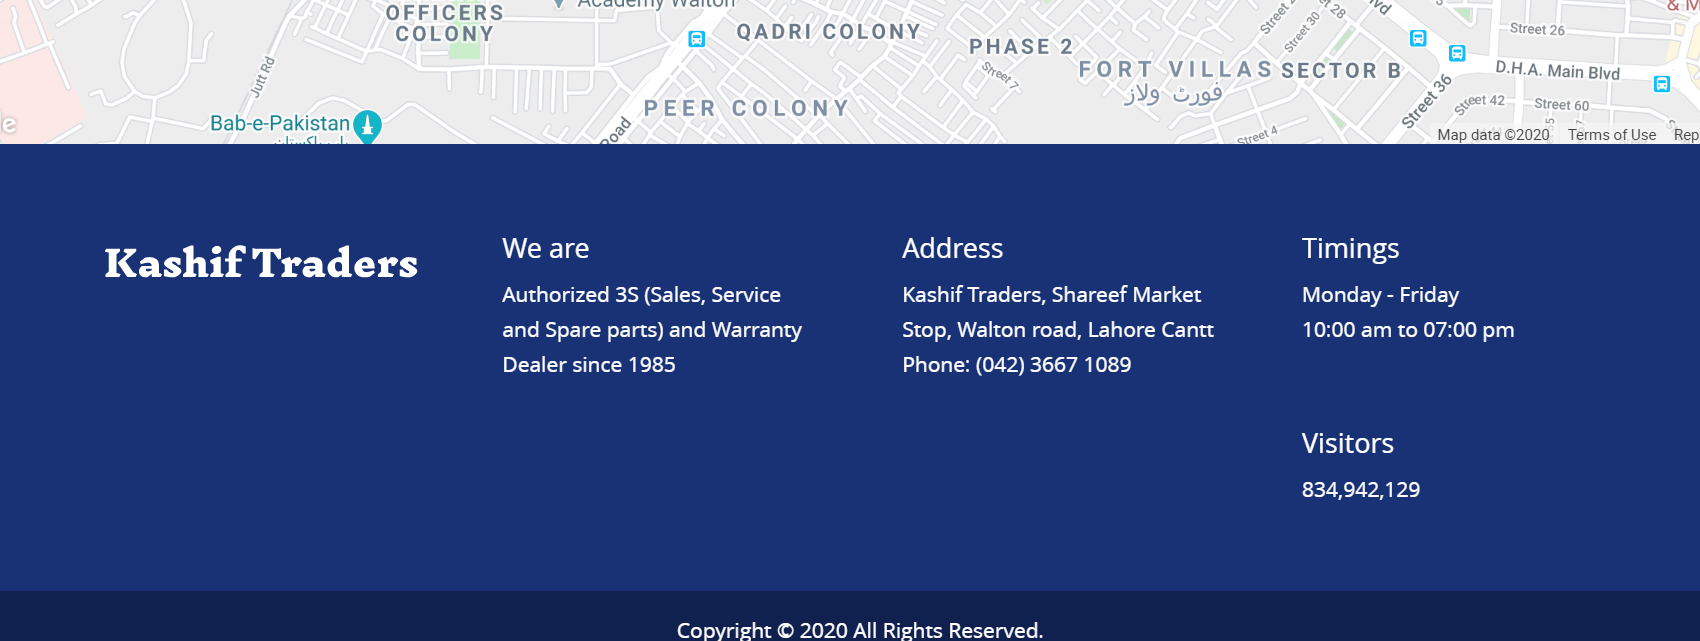 Academy Walton
OFFICERS
COLONY
QADRI COLONY
PHASE 2
Street 7
FORT VILLAS
فورٹ ولاز
SECTOR B
Street 28
Street 30
Street 26
D.H.A. Main Blvd
Street 36
Street 42
Street 60
Jutt Rd
PEER COLONY
Bab-e-Pakistan
Road
Street 4
Map data ©2020 Terms of Use
Kashif Traders
We are
Authorized 3S (Sales, Service
and Spare parts) and Warranty
Dealer since 1985
Address
Kashif Traders, Shareef Market
Stop, Walton road, Lahore Cantt
Phone: (042) 3667 1089
Timings
Monday - Friday
10:00 am to 07:00 pm
Visitors
834,942,129
Copyright © 2020 All Rights Reserved.